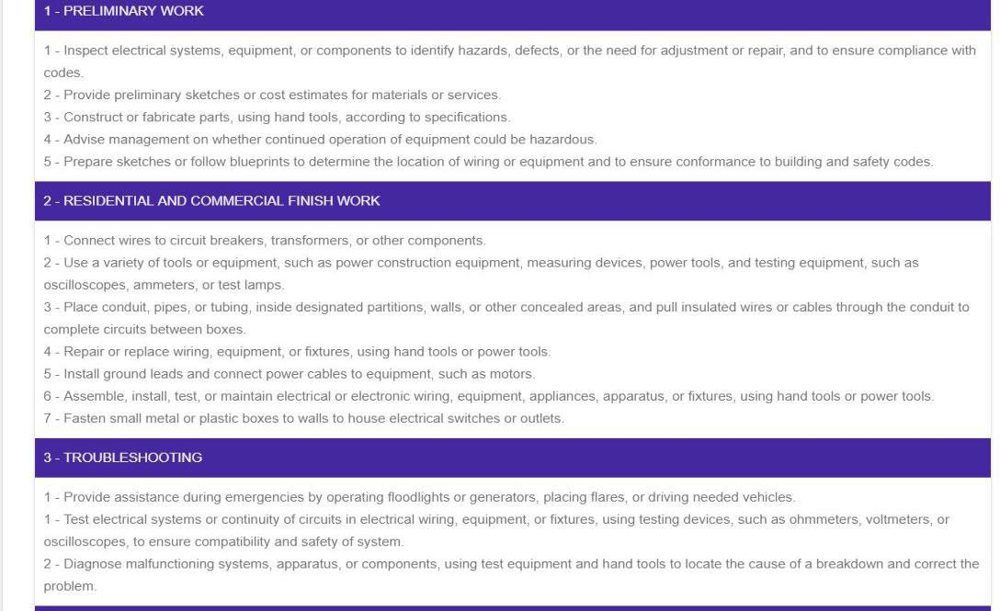 1 - PRELIMINARY WORK
1 - Inspect electrical systems, equipment, or components to identify hazards, defects, or the need for adjustment or repair, and to ensure compliance with
codes.
2 - Provide preliminary sketches or cost estimates for materials or services.
3 - Construct or fabricate parts, using hand tools, according to specifications.
4 - Advise management on whether continued operation of equipment could be hazardous.
5 - Prepare sketches or follow blueprints to determine the location of wiring or equipment and to ensure conformance to building and safety codes.
2 - RESIDENTIAL AND COMMERCIAL FINISH WORK
1 - Connect wires to circuit breakers, transformers, or other components.
2 - Use a variety of tools or equipment, such as power construction equipment, measuring devices, power tools, and testing equipment, such as
oscilloscopes, ammeters, or test lamps.
3 - Place conduit, pipes, or tubing, inside designated partitions, walls, or other concealed areas, and pull insulated wires or cables through the conduit to
complete circuits between boxes.
4 - Repair or replace wiring, equipment, or fixtures, using hand tools or power tools.
5 - Install ground leads and connect power cables to equipment, such as motors.
6 - Assemble, install, test, or maintain electrical or electronic wiring, equipment, appliances, apparatus, or fixtures, using hand tools or power tools.
7 - Fasten small metal or plastic boxes to walls to house electrical switches or outlets.
3 - TROUBLESHOOTING
1 - Provide assistance during emergencies by operating floodlights or generators, placing flares, or driving needed vehicles.
1 - Test electrical systems or continuity of circuits in electrical wiring, equipment, or fixtures, using testing devices, such as ohmmeters, voltmeters, or
oscilloscopes, to ensure compatibility and safety of system.
2 - Diagnose malfunctioning systems, apparatus, or components, using test equipment and hand tools to locate the cause of a breakdown and correct the
problem.